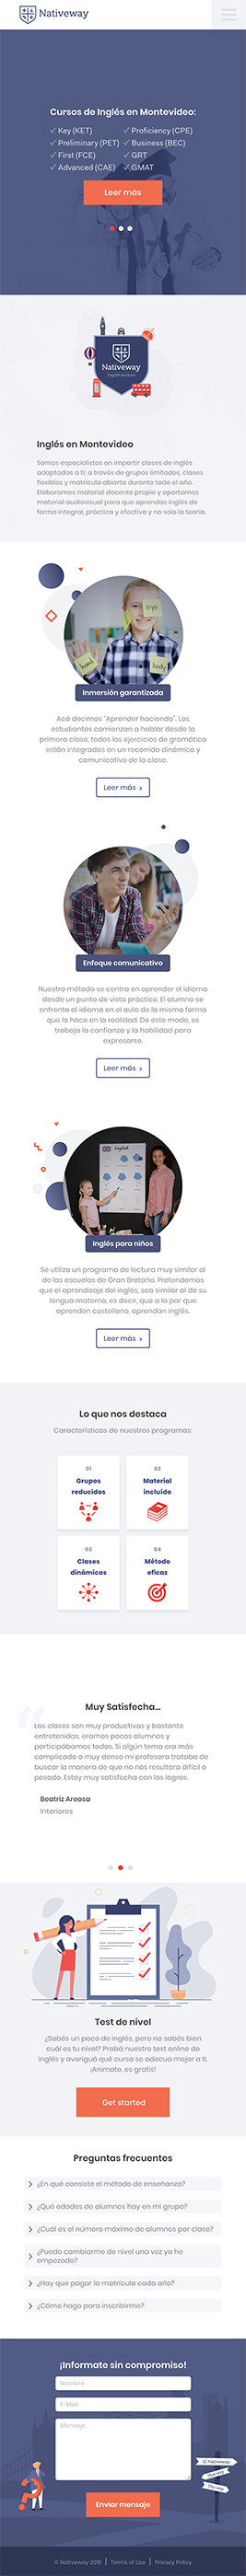 Nativeway
Cursos de Inglés en Montevideo:
✓ Key (KET) ✓ Proficiency (CPE)
✓ Preliminary (PET) ✓ Business (BEC)
✓ First (FCE) ✓ GRT
✓ Advanced (CAE) ✓ GMAT
Leer más
Nativeway
English Institute
Inglés en Montevideo
Somos especialistas en impartir clases de inglés
adaptadas a ti, a través de grupos limitados, clases
flexibles y matrícula abierta durante todo el año.
Elaboramos material docente propio y aportamos
material audiovisual para que aprendas inglés de
forma integral, práctica y efectiva y no solo la teoría.
eye
hand
body
Inmersión garantizada
Acá decimos "Aprender haciendo". Los
estudiantes comienzan a hablar desde la
primera clase, todos los ejercicios de gramática
están integrados en un recorrido dinámico y
comunicativo de la clase.
Leer más >
Enfoque comunicativo
Nuestro método se centra en aprender el idioma
desde un punto de vista práctico. El alumno se
enfrenta al idioma en el aula de la misma forma
que lo hace en la realidad. De este modo, se
trabaja la confianza y la habilidad para
expresarse.
Leer más >
English
Inglés para niños
Se utiliza un programa de lectura muy similar al
de las escuelas de Gran Bretaña. Pretendemos
que el aprendizaje del inglés, sea similar al de su
lengua materna, es decir, que a la par que
aprendan castellano, aprendan inglés.
Leer más >
Lo que nos destaca
Características de nuestros programas:
01 02
Grupos Material
reducidos incluido
03 04
Clases Método
dinámicas eficaz
Muy Satisfecha...
Las clases son muy productivas y bastante
entretenidas, eramos pocos alumnos y
participábamos todos. Si algún tema era más
complicado o muy denso mi profesora trataba de
buscar la manera de que no nos resultara difícil o
pesado. Estoy muy satisfecha con los logros.
Beatriz Areosa
Interiores
Test de nivel
¿Sabés un poco de inglés, pero no sabés bien
cuál es tu nivel? Probá nuestro test online de
inglés y averiguá qué curso se adecua mejor a ti.
¡Animate, es gratis!
Get started
Preguntas frecuentes
¿En qué consiste el método de enseñanza?
¿Qué edades de alumnos hay en mi grupo?
¿Cuál es el número máximo de alumnos por clase?
¿Puedo cambiarme de nivel una vez ya he
empezado?
¿Hay que pagar la matrícula cada año?
¿Cómo hago para inscribirme?
¡Informate sin compromiso!
Nombre
E-Mail
Mensaje
Nativeway
That way
This way
Enviar mensaje
© Nativeway 2018 | Terms of Use | Privacy Policy